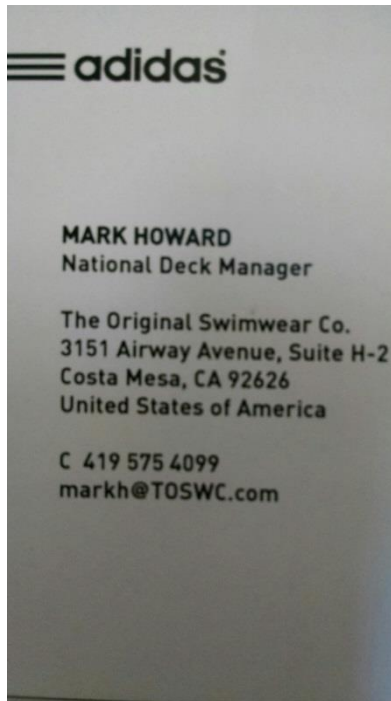 adidas
MARK HOWARD
National Deck Manager
The Original Swimwear Co.
3151 Airway Avenue, Suite H-2
Costa Mesa, CA 92626
United States of America
C 419 575 4099
markh@TOSWC.com